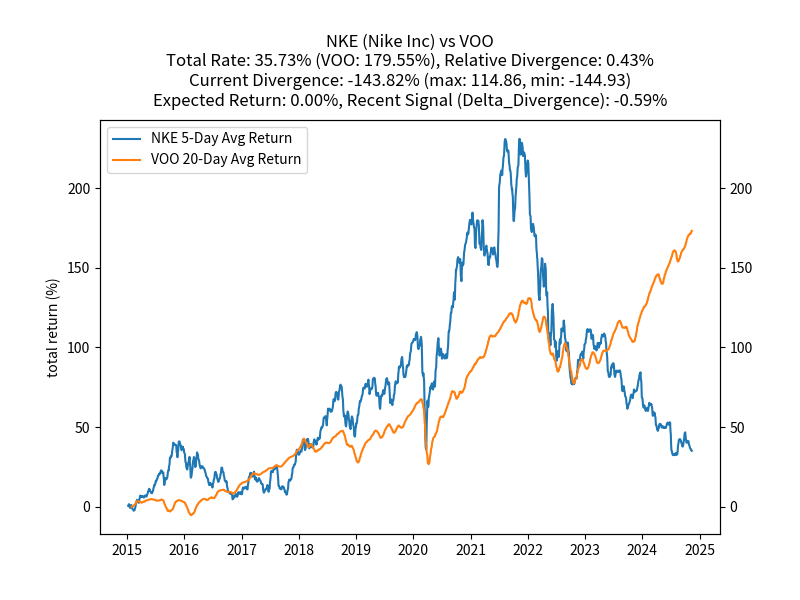 NKE (Nike Inc) vs VOO
Total Rate: 35.73% (VOO: 179.55%), Relative Divergence: 0.43%
Current Divergence: -143.82% (max: 114.86, min: -144.93)
Expected Return: 0.00%, Recent Signal (Delta_Divergence): -0.59%
NKE 5-Day Avg Return
VOO 20-Day Avg Return
total return (%)
200 200
150 150
100 100
50 50
0 0
2015 2016 2017 2018 2019 2020 2021 2022 2023 2024 2025